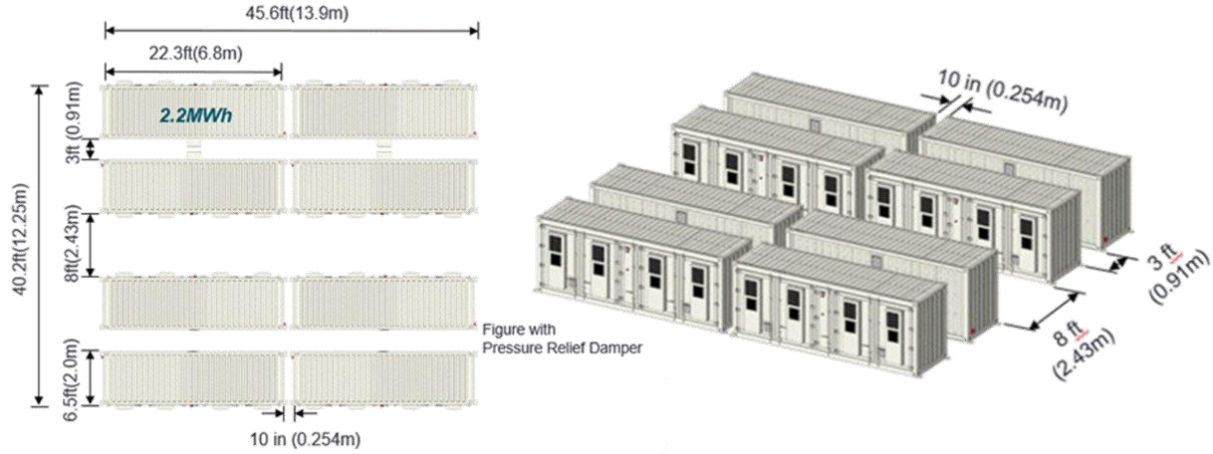 45.6ft(13.9m)
22.3ft(6.8m)
2.2MWh
3ft (0.91m)
8ft(2.43m)
40.2ft(12.25m)
6.5ft(2.0m)
10 in (0.254m)
Figure with
Pressure Relief Damper
10 in (0.254m)
3 ft
(0.91m)
8 ft
(2.43m)